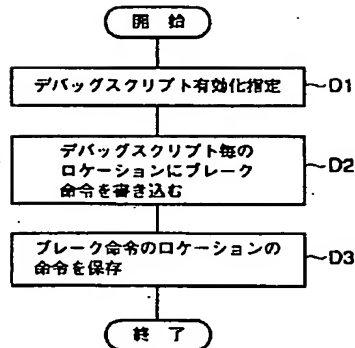 開 始
デバッグスクリプト有効化指定
~D1
デバッグスクリプト毎の
ロケーションにブレーク
命令を書き込む
~D2
ブレーク命令のロケーションの
命令を保存
~D3
終 了